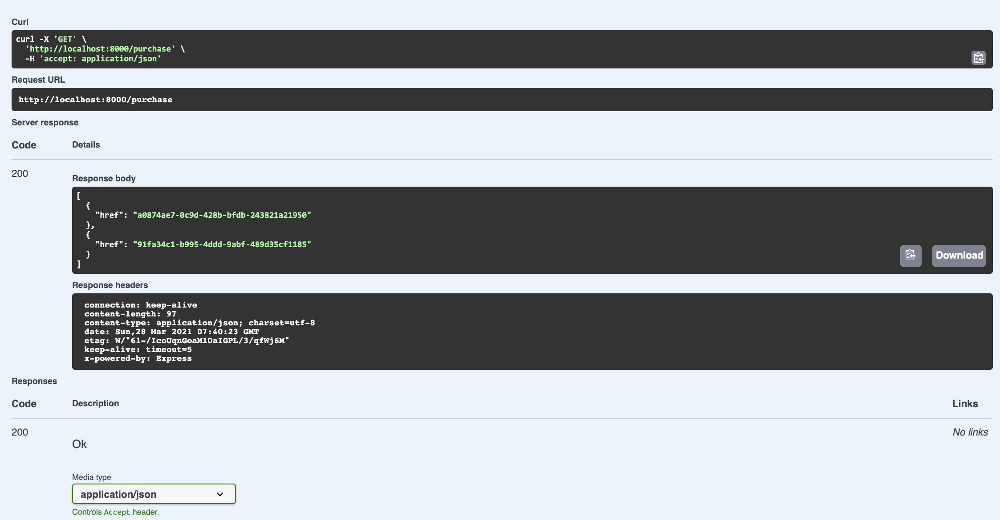 Curl
curl -X 'GET' \
'http://localhost:8000/purchase' \
-H 'accept: application/json'
Request URL
http://localhost:8000/purchase
Server response
Code Details
200
Response body
[
{
"href": "a0874ae7-0c9d-428b-bfdb-243821a21950"
},
{
"href": "91fa34c1-b995-4ddd-9abf-489d35cf1185"
}
]
Download
Response headers
connection: keep-alive
content-length: 97
content-type: application/json; charset=utf-8
date: Sun,28 Mar 2021 07:40:23 GMT
etag: W/"61-/IcoUqnGoaM10aIGPL/3/qfWj6M"
keep-alive: timeout=5
x-powered-by: Express
Responses
Code Description Links
200 No links
Ok
Media type
application/json
Controls Accept header.